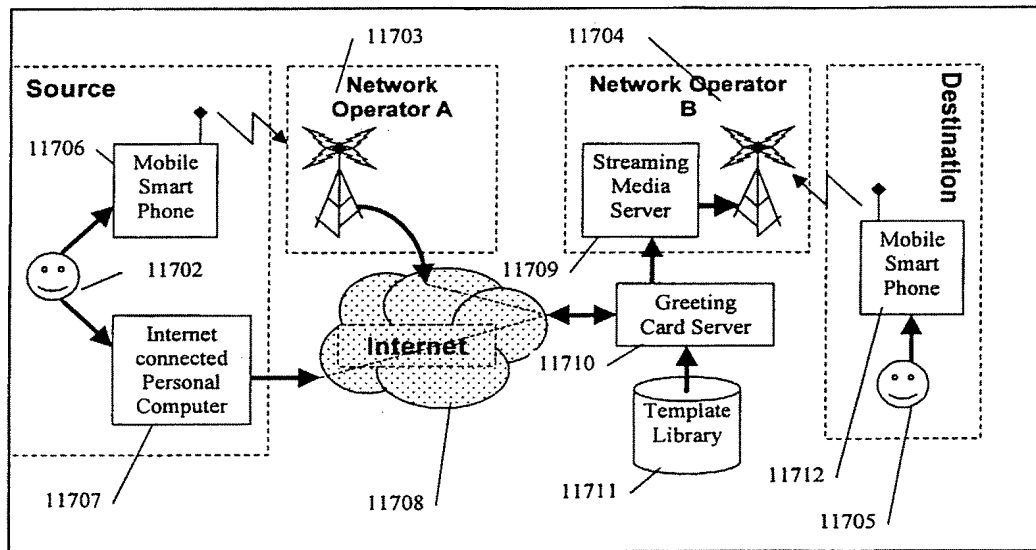 11703
11704
Source
Network
Operator A
Network Operator
B
Destination
11706
Mobile
Smart
Phone
Streaming
Media
Server
11702
11709
Mobile
Smart
Phone
Internet
connected
Personal
Computer
Internet
Greeting
Card Server
11710
Template
Library
11707
11708
11711
11712
11705